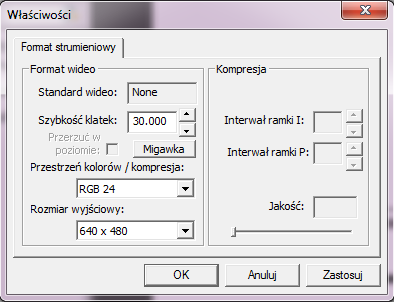 Właściwości
Format strumieniowy
Format wideo
Standard wideo: None
Szybkość klatek: 30.000
Przerzuć w
poziomie:
Migawka
Przestrzeń kolorów / kompresja:
RGB 24
Rozmiar wyjściowy:
640 x 480
Kompresja
Interwał ramki I:
Interwał ramki P:
Jakość:
OK Anuluj Zastosuj